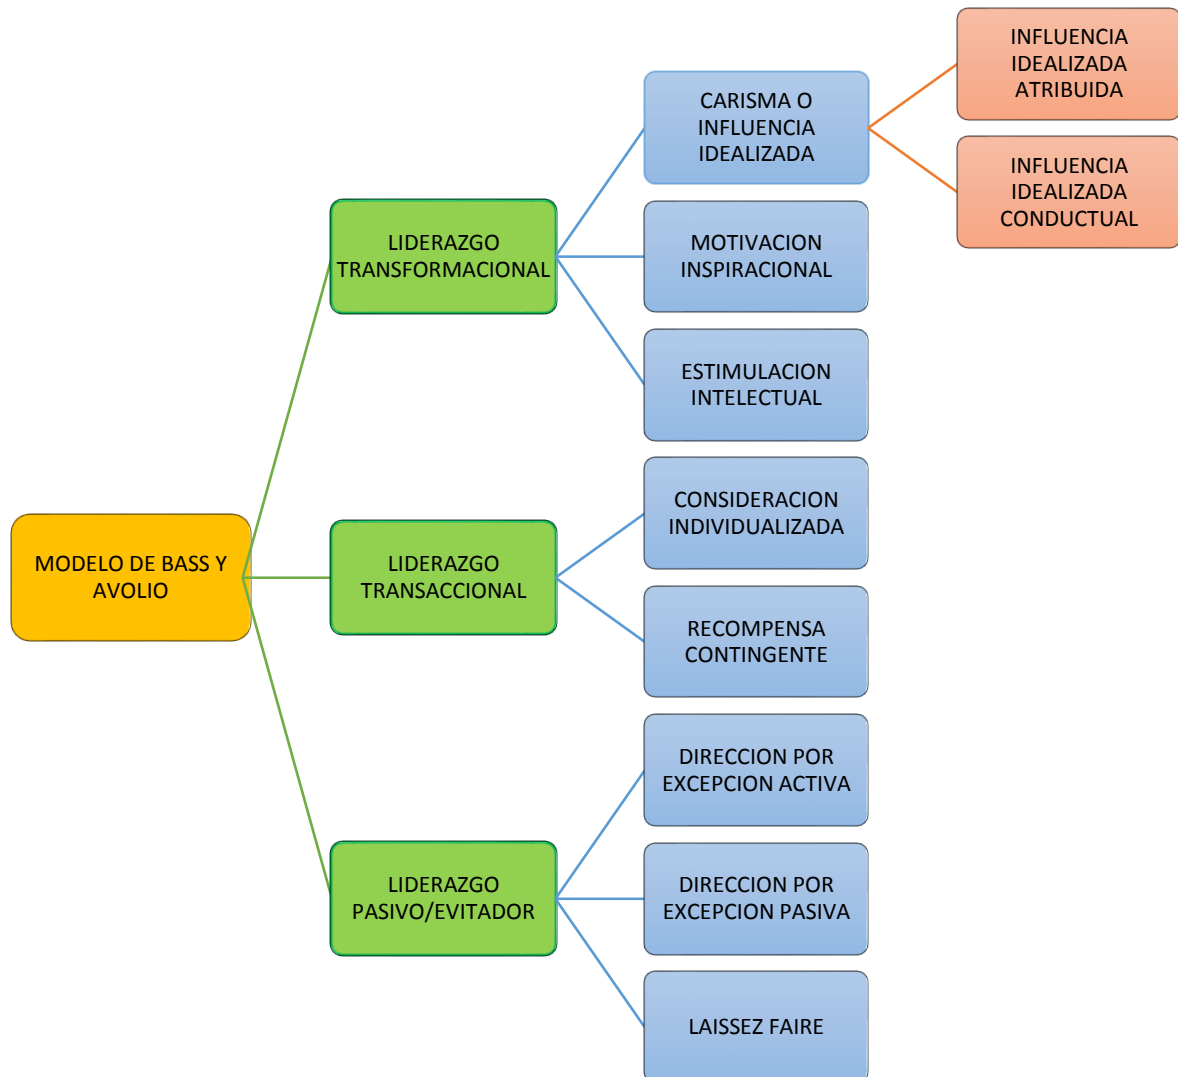 MODELO DE BASS Y
AVOLIO
LIDERAZGO
TRANSFORMACIONAL
CARISMA O
INFLUENCIA
IDEALIZADA
INFLUENCIA
IDEALIZADA
ATRIBUIDA
INFLUENCIA
IDEALIZADA
CONDUCTUAL
MOTIVACION
INSPIRACIONAL
ESTIMULACION
INTELECTUAL
LIDERAZGO
TRANSACCIONAL
CONSIDERACION
INDIVIDUALIZADA
RECOMPENSA
CONTINGENTE
LIDERAZGO
PASIVO/EVITADOR
DIRECCION POR
EXCEPCION ACTIVA
DIRECCION POR
EXCEPCION PASIVA
LAISSEZ FAIRE